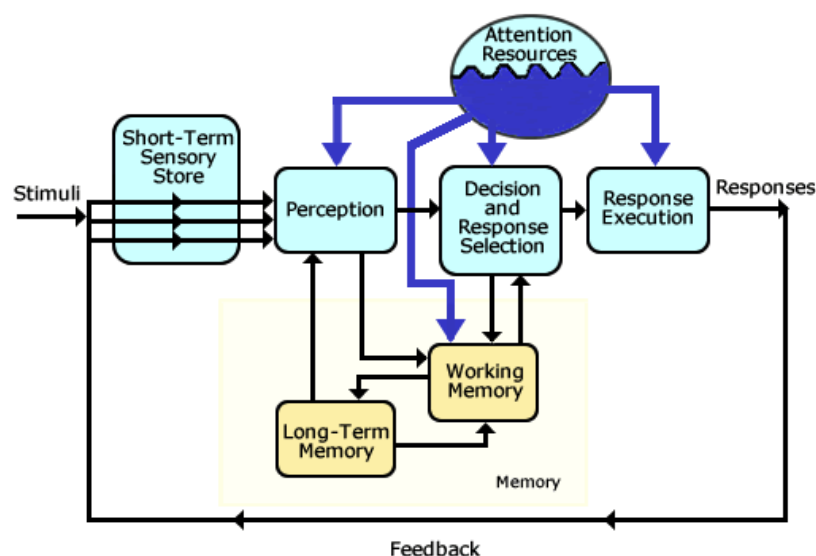 Attention
Resources
Short-Term
Sensory
Store
Stimuli
Perception
Decision
and
Response
Selection
Response
Execution
Responses
Working
Memory
Long-Term
Memory
Memory
Feedback